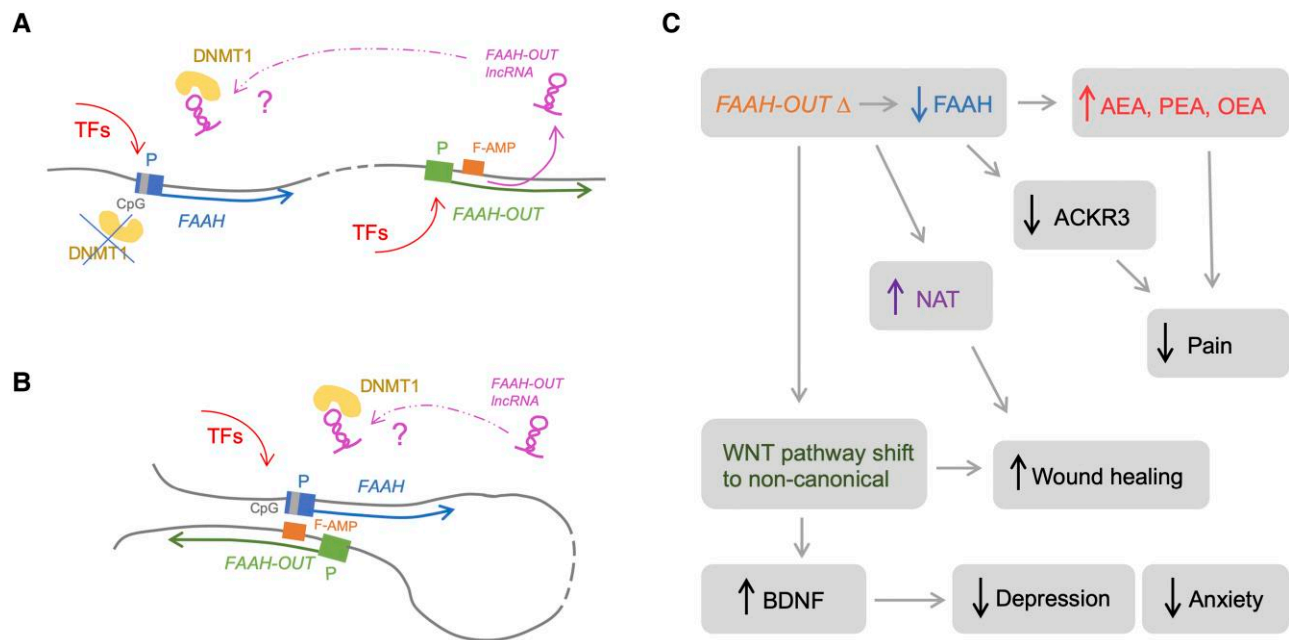 A
DNMT1
FAAH-OUT
lncRNA
?
TFs
P
P
F-AMP
CpG
FAAH
FAAH-OUT
DNMT1
TFs
B
DNMT1
FAAH-OUT
lncRNA
?
TFs
P
FAAH
CpG
F-AMP
FAAH-OUT
P
C
FAAH-OUT Δ
↓ FAAH
↑ AEA, PEA, OEA
↓ ACKR3
↑ NAT
↓ Pain
WNT pathway shift
to non-canonical
↑ Wound healing
↑ BDNF
↓ Depression
↓ Anxiety